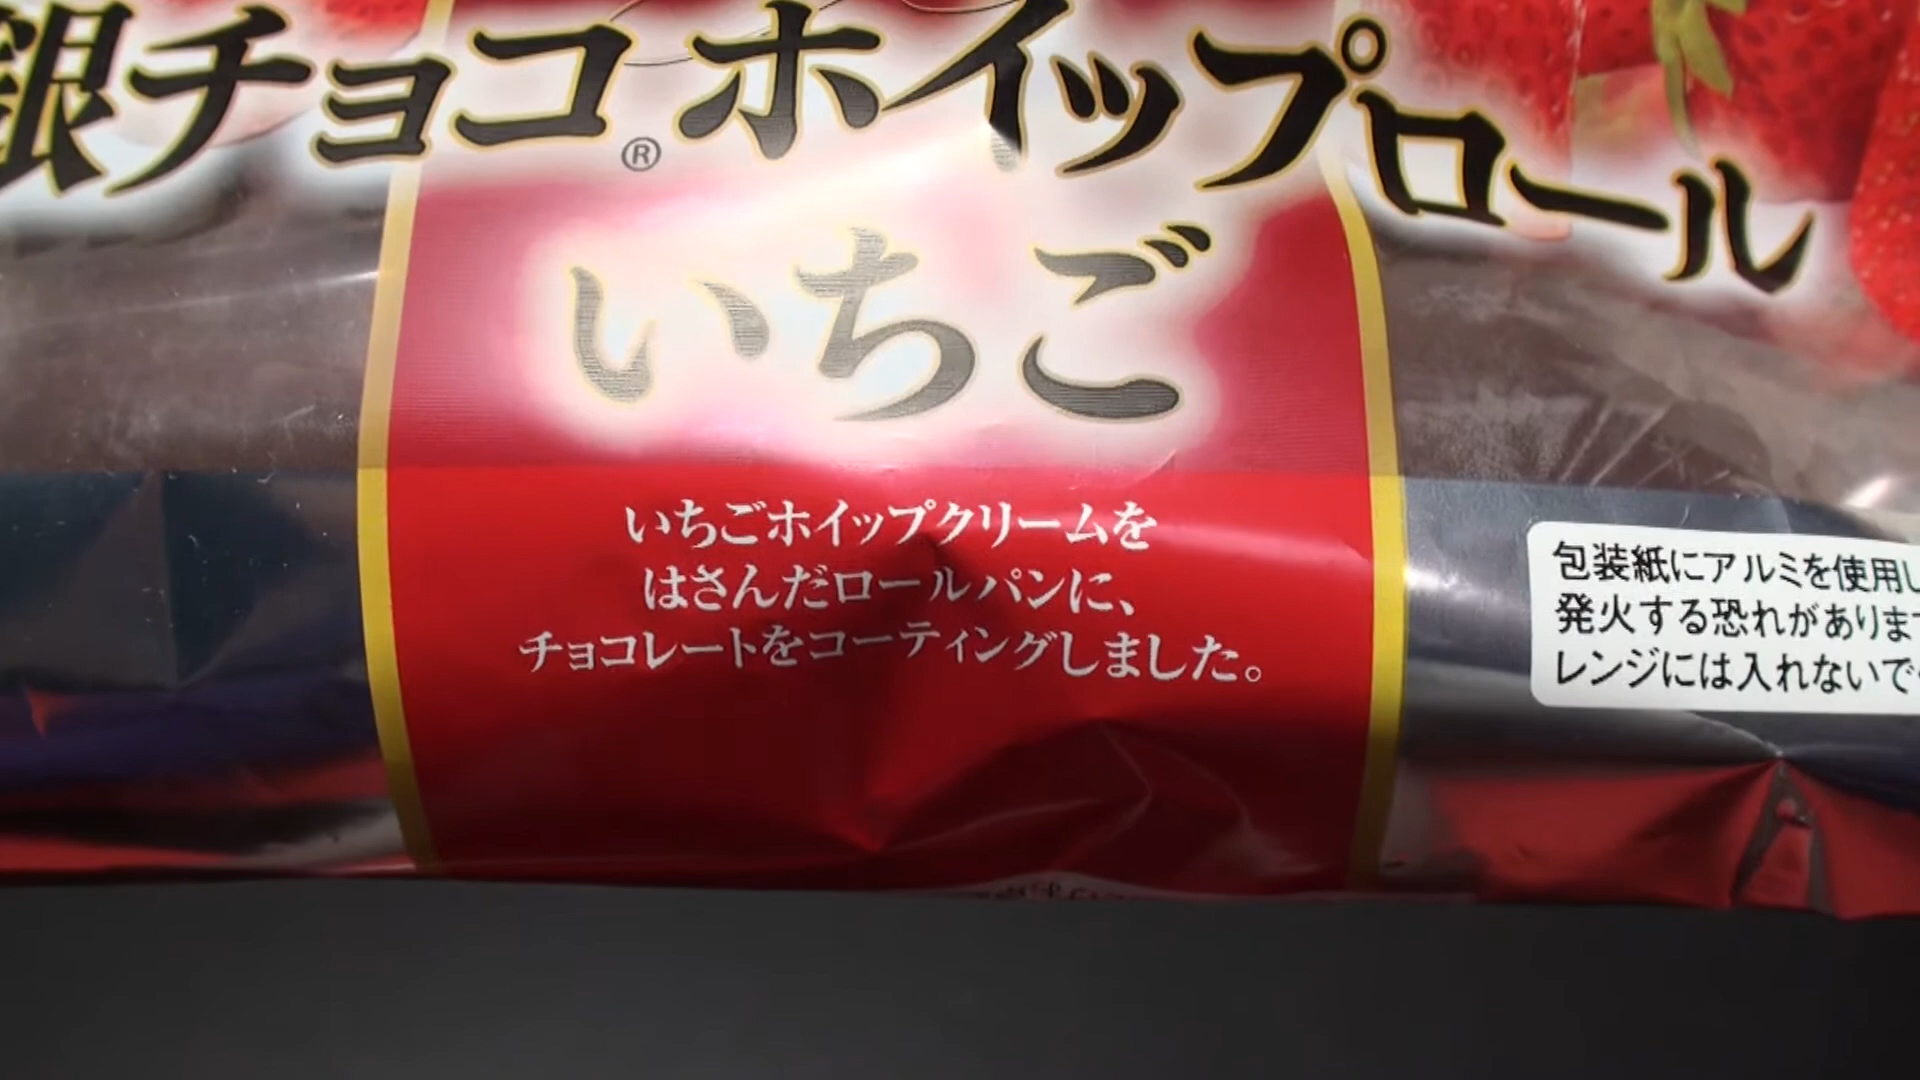 銀チョコ®ホイップロール
いちご
いちごホイップクリームを
はさんだロールパンに、
チョコレートをコーティングしました。
包装紙にアルミを使用し
発火する恐れがありま
レンジには入れないで